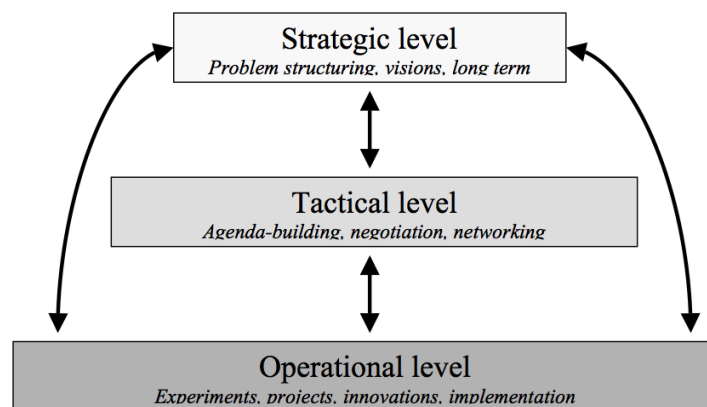 Strategic level
Problem structuring, visions, long term
Tactical level
Agenda-building, negotiation, networking
Operational level
Experiments, projects, innovations, implementation